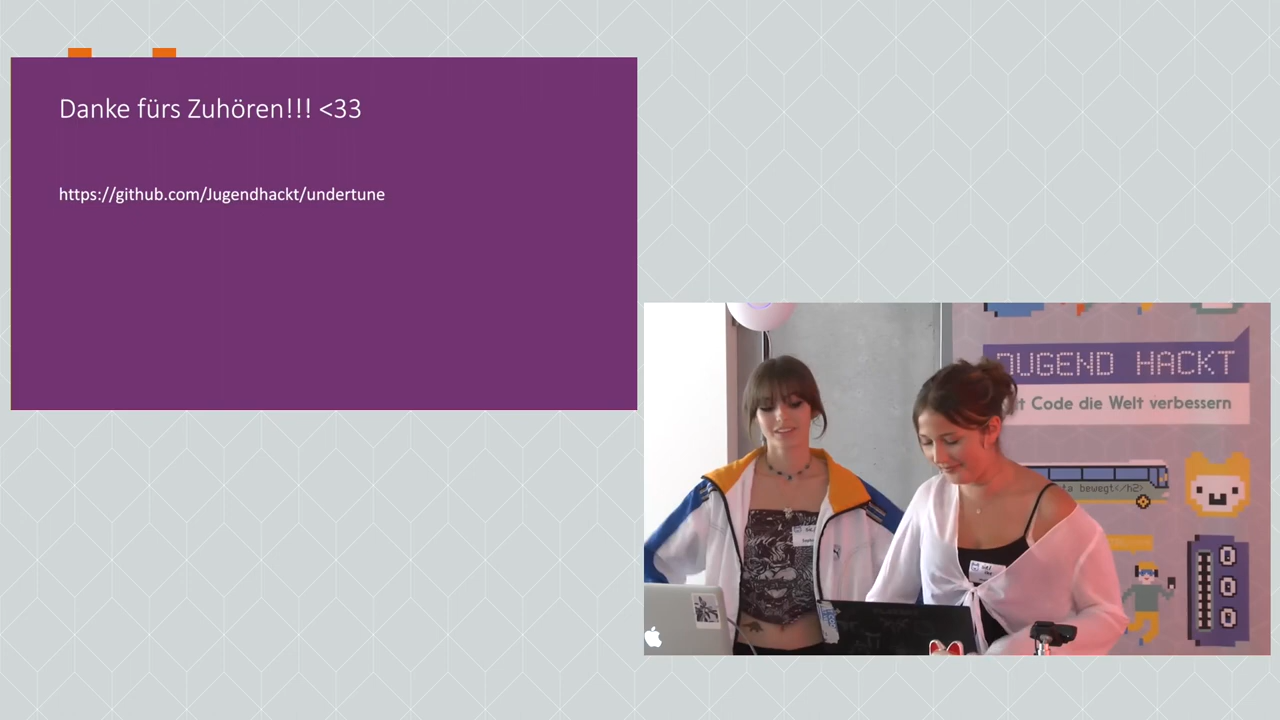 Danke fürs Zuhören!!! <33
https://github.com/Jugendhackt/undertune
JUGEND HACKT
Code die Welt verbessern
bewegt</h2>